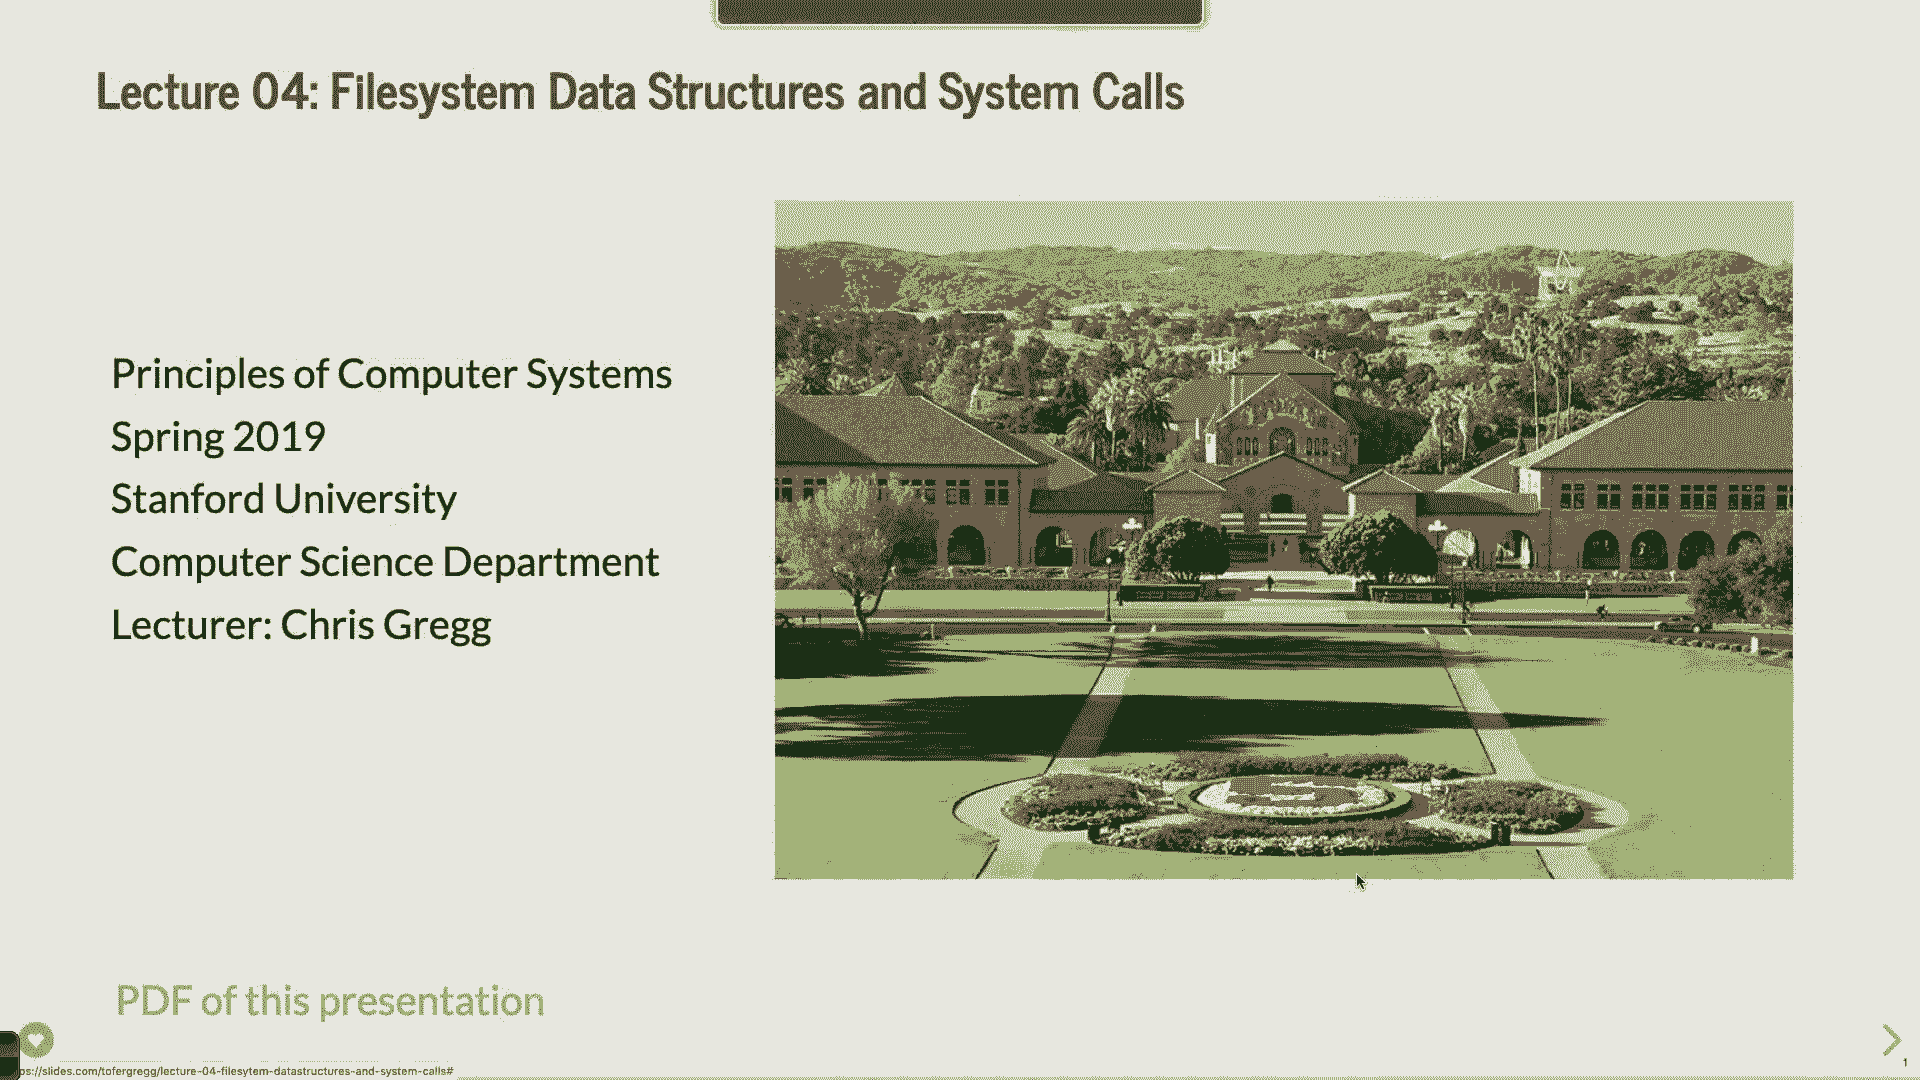 Lecture 04: Filesystem Data Structures and System Calls
Principles of Computer Systems
Spring 2019
Stanford University
Computer Science Department
Lecturer: Chris Gregg
PDF of this presentation
1
ps://slides.com/tofergregg/lecture-04-filesytem-datastructures-and-system-calls#